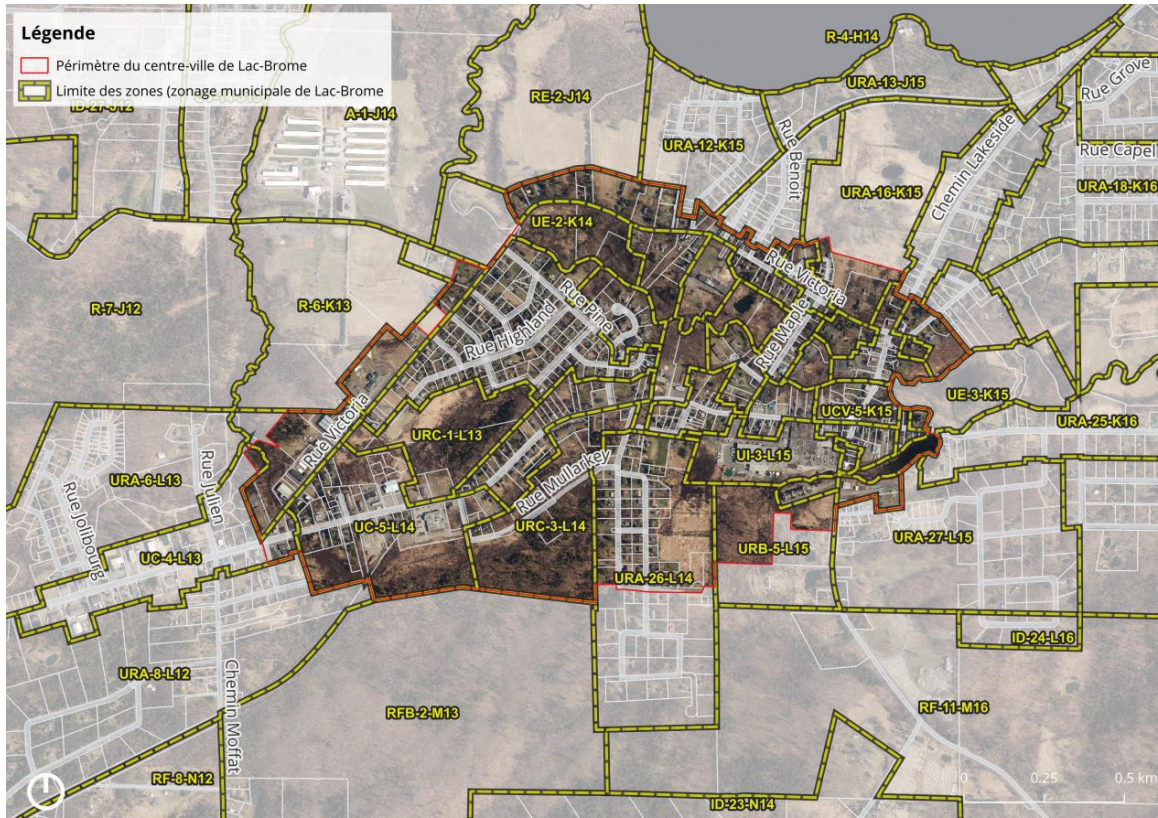 Légende
Périmètre du centre-ville de Lac-Brome
Limite des zones (zonage municipale de Lac-Brome
R-4-H14
URA-13-J15
Rue Grove
ID-27-J12
A-1-J14
RE-2-J14
URA-12-K15
Rue Benoit
Chemin Lakeside
Rue Capel
URA-16-K15
URA-18-K16
UE-2-K14
Rue Victoria
R-7-J12
R-6-K13
Rue Pine
Rue Highland
Rue Maple
UE-3-K15
UCV-5-K15
URA-25-K16
Rue Victoria
URC-1-L13
UI-3-L15
URA-6-L13
Rue Julien
Rue Jolibourg
Rue Mullarkey
UC-5-L14
URC-3-L14
URA-27-L15
UC-4-L13
URB-5-L15
URA-26-L14
ID-24-L16
URA-8-L12
Chemin Moffat
RFB-2-M13
RF-11-M16
RF-8-N12
0 0.25 0.5 km
ID-23-N14